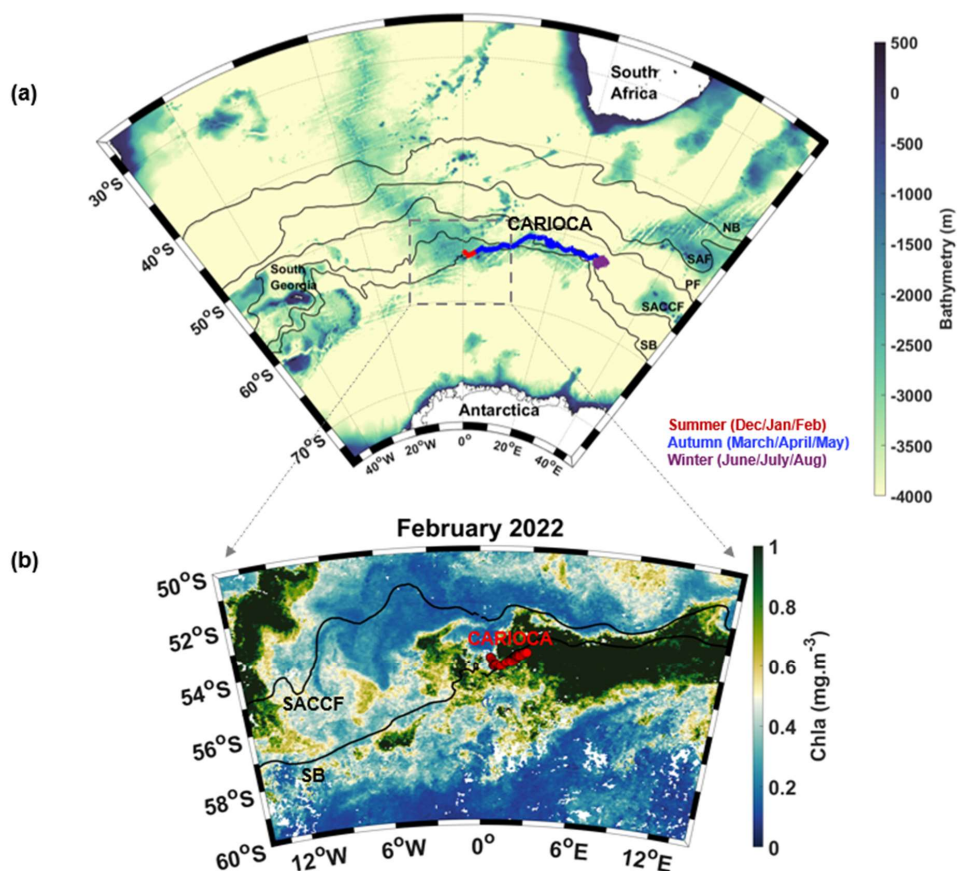 (a)
South
Africa
30°S
40°S
50°S
60°S
70°S
CARIOCA
NB
SAF
PF
SACCF
SB
South
Georgia
Antarctica
40°W
20°W
0°
20°E
40°E
500
0
-500
-1000
-1500
-2000
-2500
-3000
-3500
-4000
Bathymetry (m)
Summer (Dec/Jan/Feb)
Autumn (March/April/May)
Winter (June/July/Aug)
(b)
February 2022
50°S
52°S
54°S
56°S
58°S
60°S
CARIOCA
SACCF
SB
12°W
6°W
0°
6°E
12°E
1
0.8
0.6
0.4
0.2
0
Chla (mg.m-3)